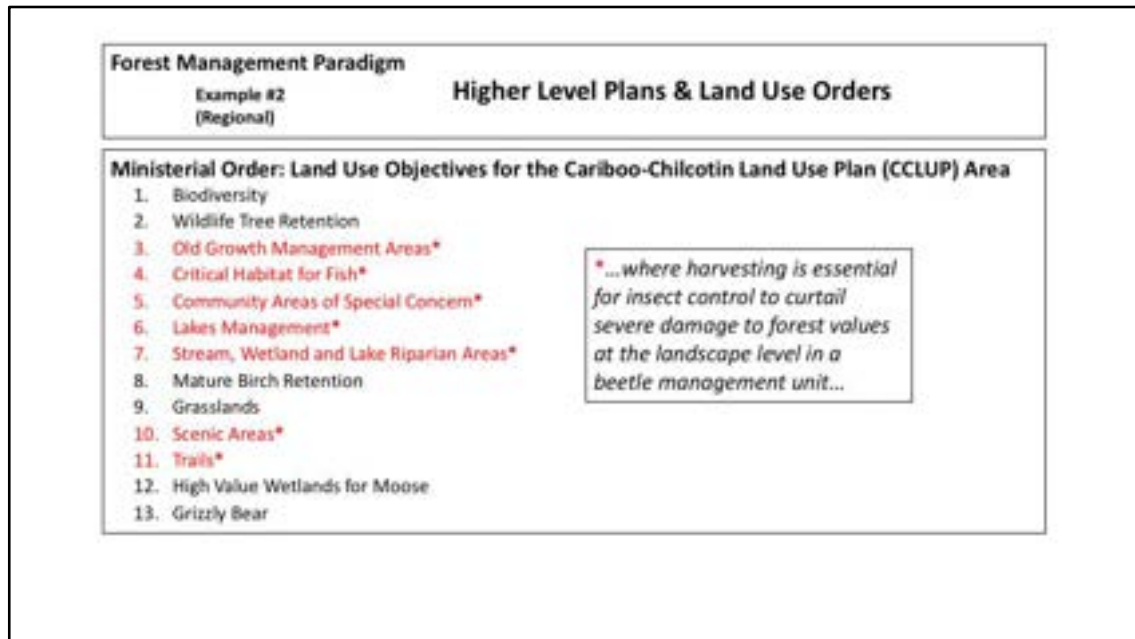 Forest Management Paradigm
Example #2
(Regional)
Higher Level Plans & Land Use Orders
Ministerial Order: Land Use Objectives for the Cariboo-Chilcotin Land Use Plan (CCLUP) Area
1. Biodiversity
2. Wildlife Tree Retention
3. Old Growth Management Areas*
4. Critical Habitat for Fish*
5. Community Areas of Special Concern*
6. Lakes Management*
7. Stream, Wetland and Lake Riparian Areas*
8. Mature Birch Retention
9. Grasslands
10. Scenic Areas*
11. Trails*
12. High Value Wetlands for Moose
13. Grizzly Bear
*...where harvesting is essential
for insect control to curtail
severe damage to forest values
at the landscape level in a
beetle management unit...